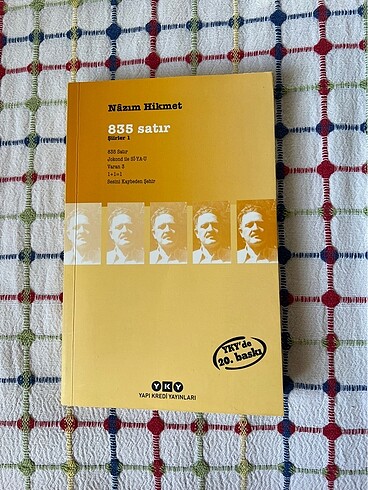 Nâzım Hikmet
835 satır
Şiirler 1
835 Satır
Jokond ile Sİ-YA-U
Varan 3
1+1=1
Sesini Kaybeden Şehir
YKY'de
20. baskı
YKY
YAPI KREDİ YAYINLARI